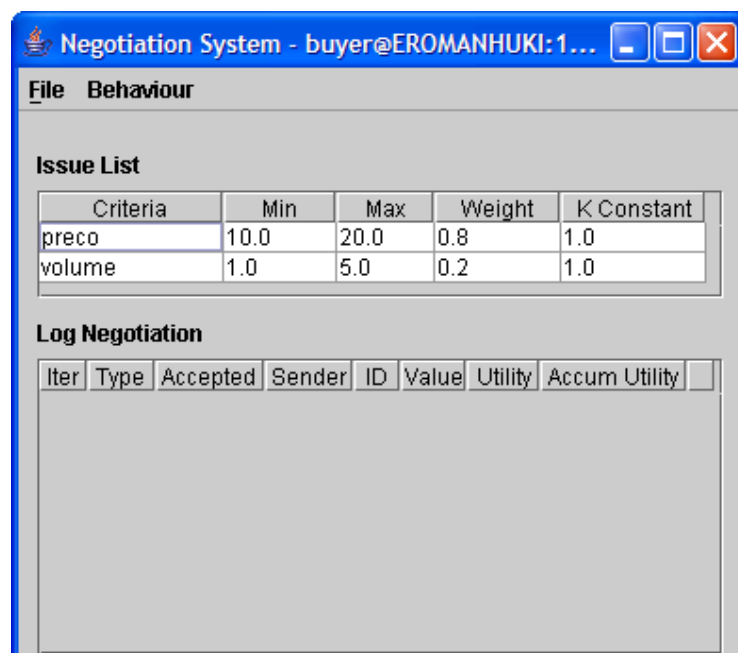 Negotiation System - buyer@EROMANHUKI:1...
File Behaviour
Issue List
Criteria Min Max Weight K Constant
preco 10.0 20.0 0.8 1.0
volume 1.0 5.0 0.2 1.0
Log Negotiation
Iter Type Accepted Sender ID Value Utility Accum Utility